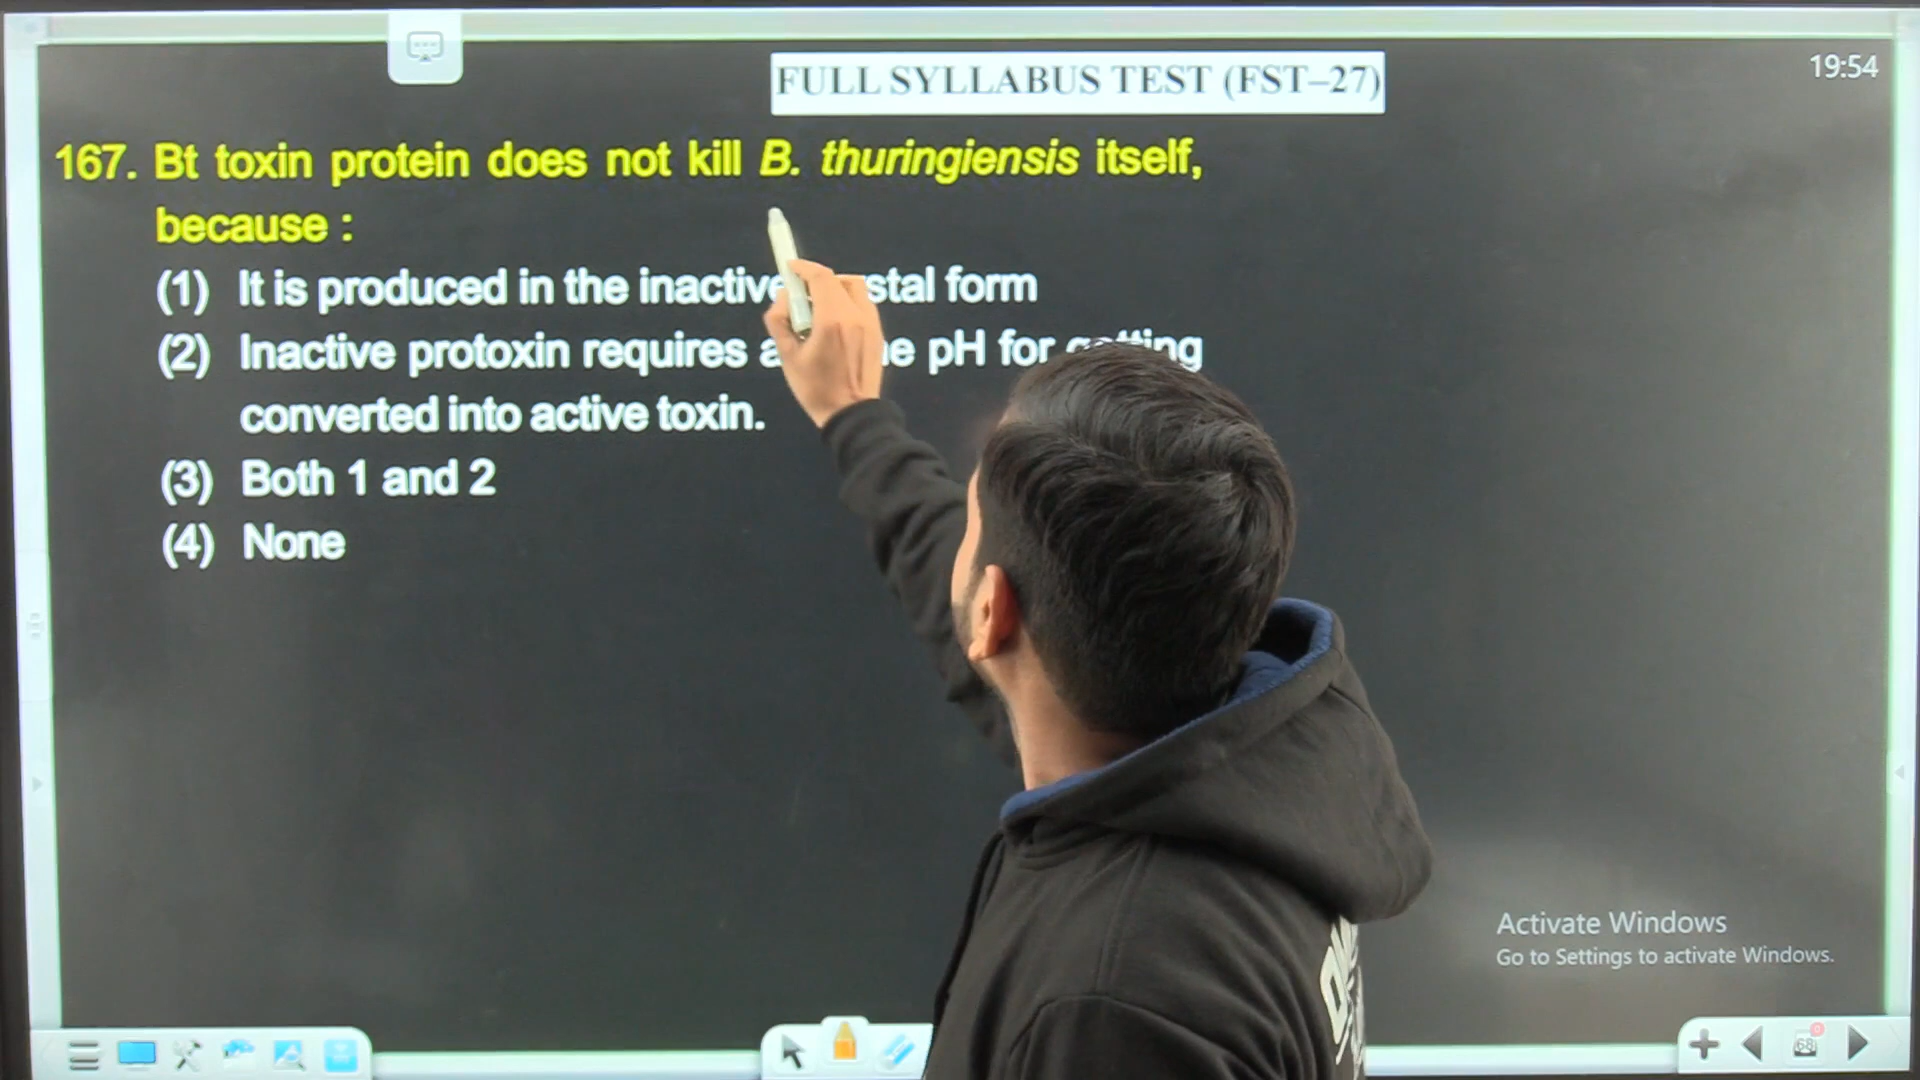 FULL SYLLABUS TEST (FST–27)
19:54
167. Bt toxin protein does not kill B. thuringiensis itself,
because :
(1) It is produced in the inactive form
(2) Inactive protoxin requires pH for getting
converted into active toxin.
(3) Both 1 and 2
(4) None
Activate Windows
Go to Settings to activate Windows.
68